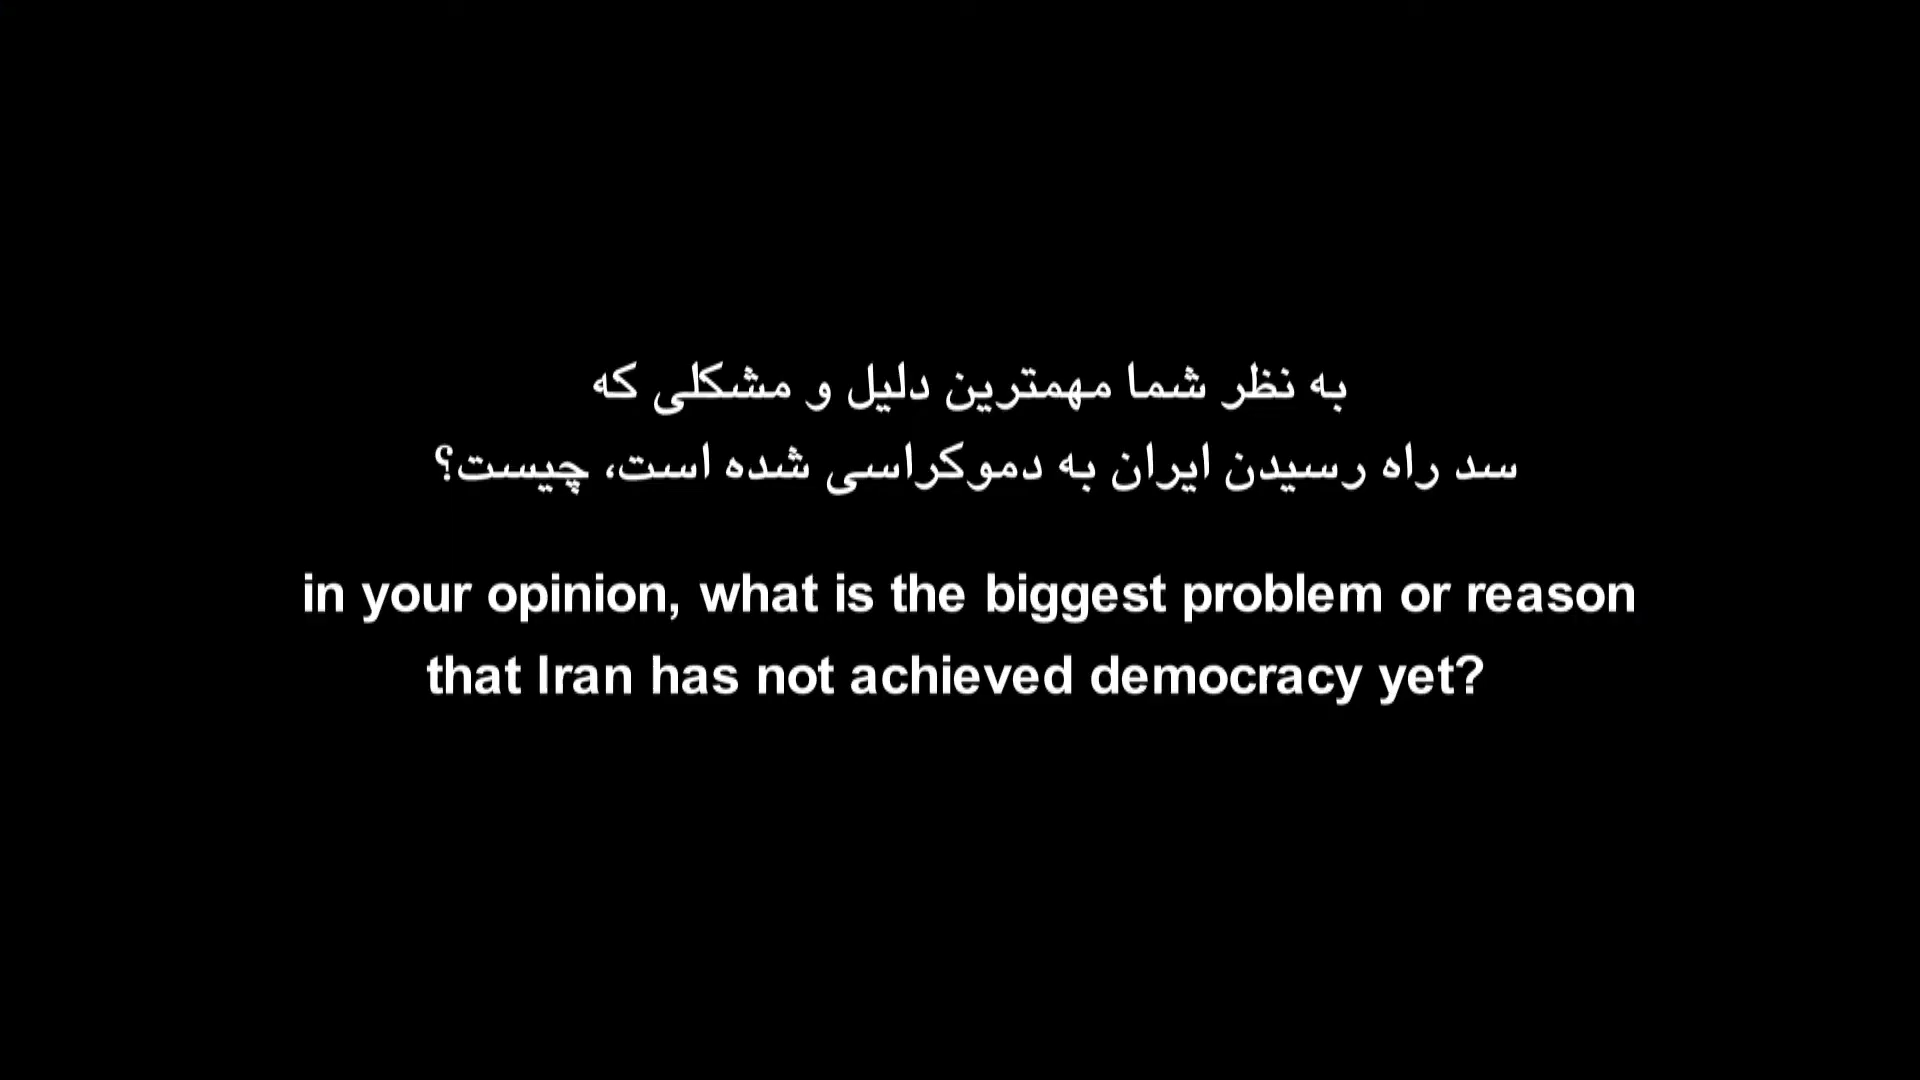 به نظر شما مهمترین دلیل و مشکلی که
سد راه رسیدن ایران به دموکراسی شده است، چیست؟
in your opinion, what is the biggest problem or reason
that Iran has not achieved democracy yet?